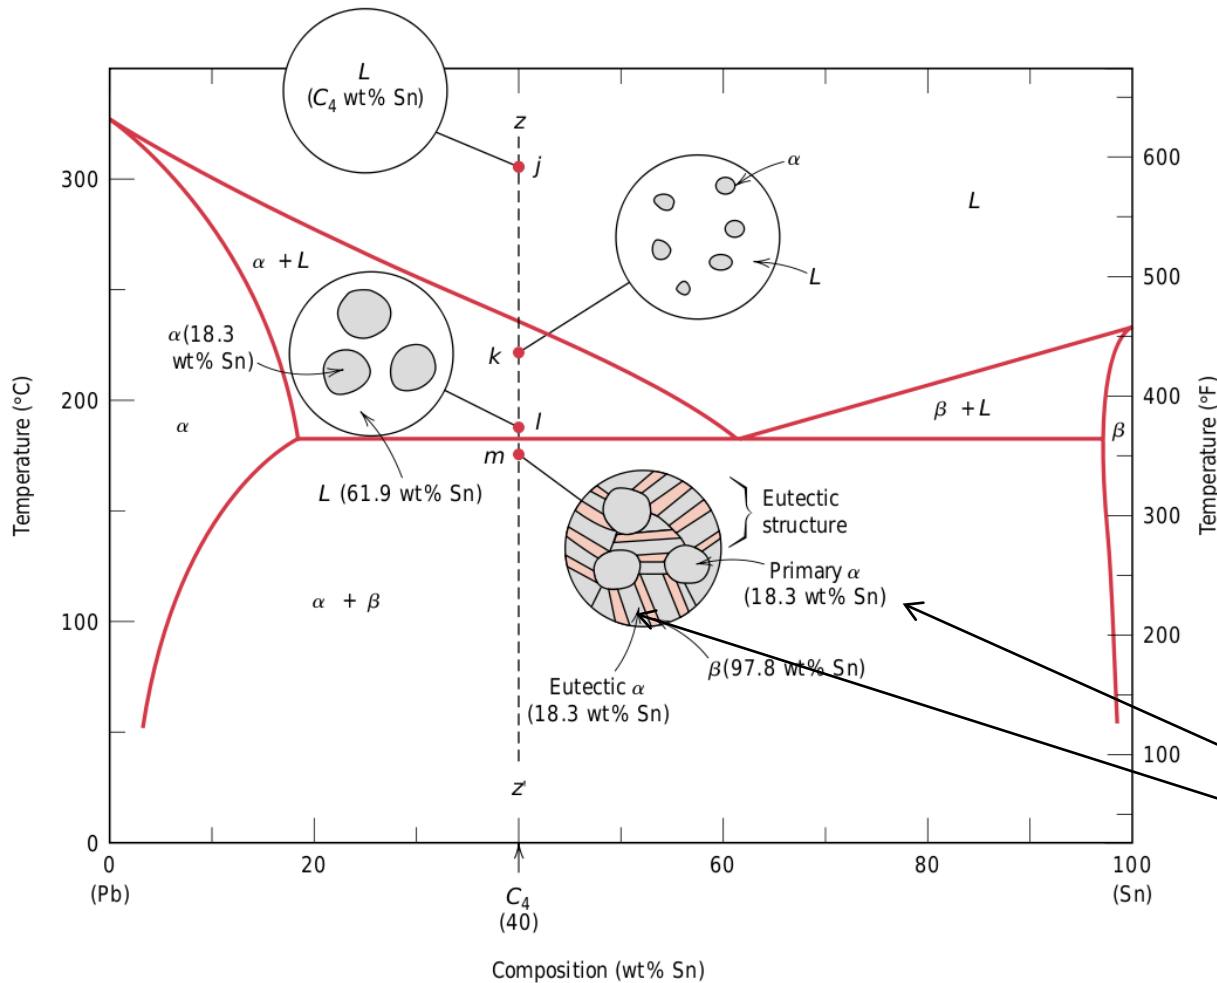 L
(C₄ wt% Sn)
z
j
600
300
α
L
α + L
L
500
α(18.3
wt% Sn)
k
200
400
β + L
α
l
β
m
L (61.9 wt% Sn)
Eutectic
structure
300
Primary α
(18.3 wt% Sn)
α + β
100
200
β(97.8 wt% Sn)
Eutectic α
(18.3 wt% Sn)
100
z'
0
0
20
60
80
100
(Pb)
C₄
(40)
(Sn)
Composition (wt% Sn)
Temperature (°C)
Temperature (°F)